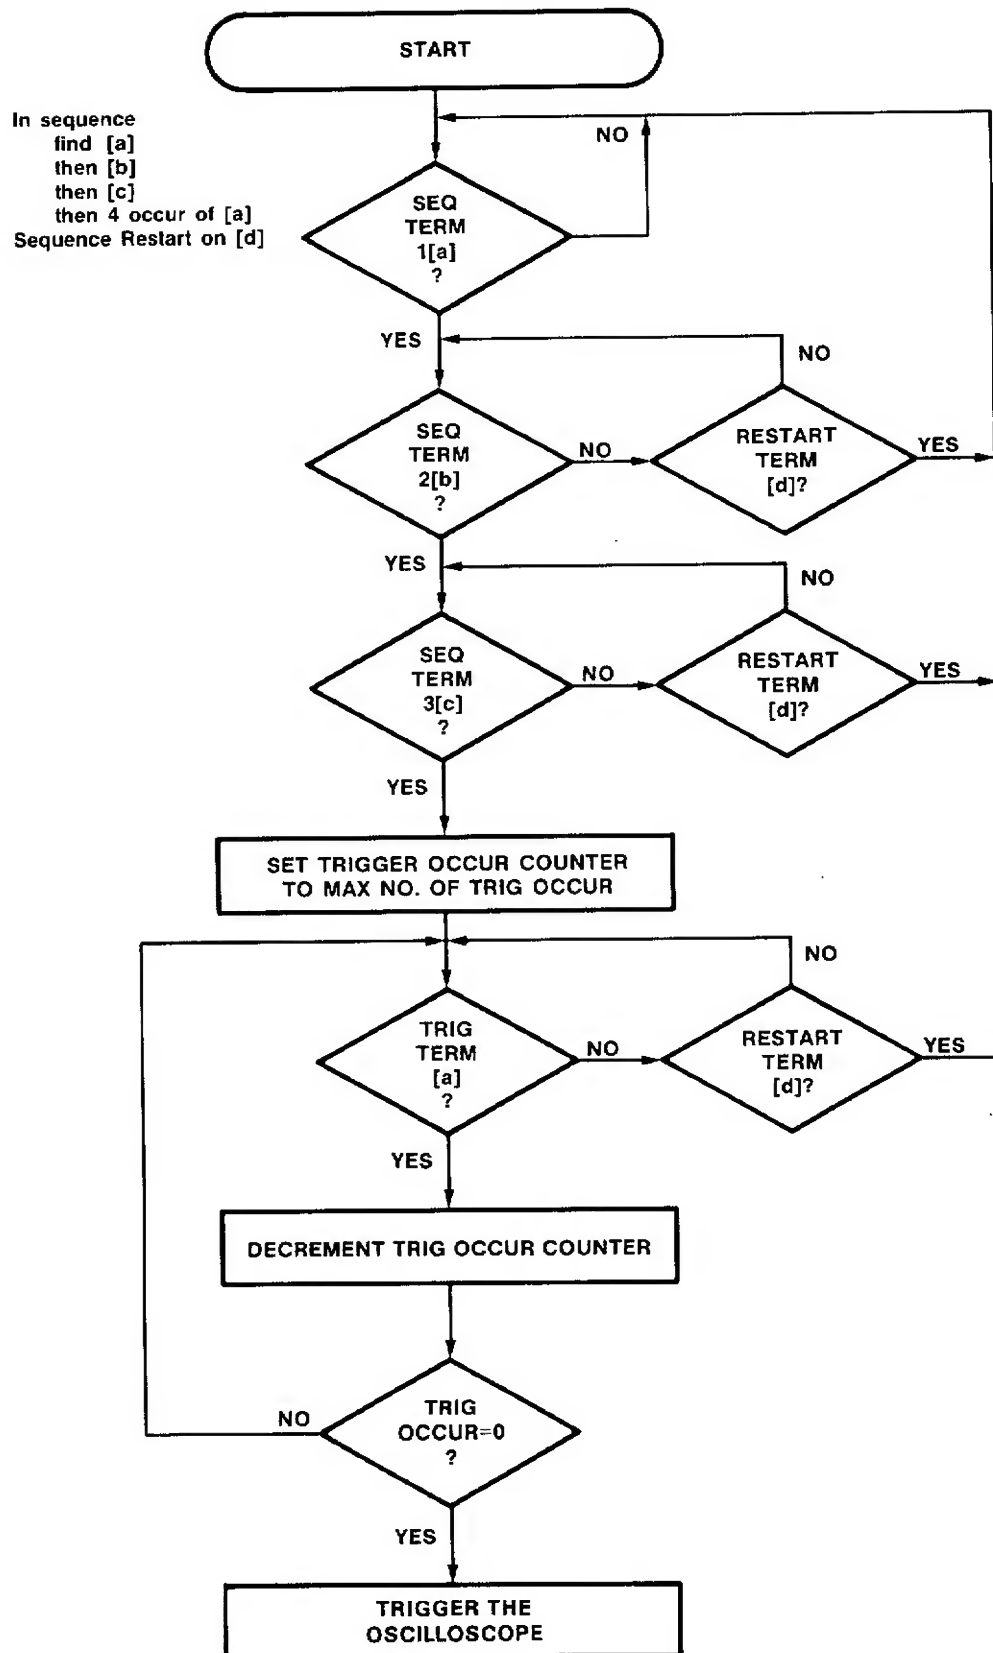 START
In sequence
find [a]
then [b]
then [c]
then 4 occur of [a]
Sequence Restart on [d]
NO
SEQ
TERM
1[a]
?
YES
NO
SEQ
TERM
2[b]
?
NO
RESTART
TERM
[d]?
YES
YES
NO
SEQ
TERM
3[c]
?
NO
RESTART
TERM
[d]?
YES
YES
SET TRIGGER OCCUR COUNTER
TO MAX NO. OF TRIG OCCUR
NO
TRIG
TERM
[a]
?
NO
RESTART
TERM
[d]?
YES
YES
DECREMENT TRIG OCCUR COUNTER
TRIG
OCCUR=0
?
NO
YES
TRIGGER THE
OSCILLOSCOPE